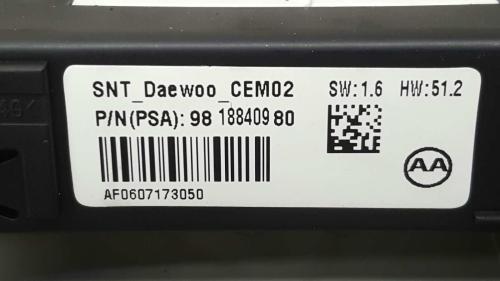 SNT_Daewoo_CEM02 SW:1.6 HW:51.2
P/N(PSA):98 188409 80
AA
AF0607173050